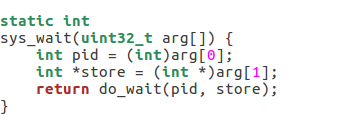 static int
sys_wait(uint32_t arg[]) {
    int pid = (int)arg[0];
    int *store = (int *)arg[1];
    return do_wait(pid, store);
}